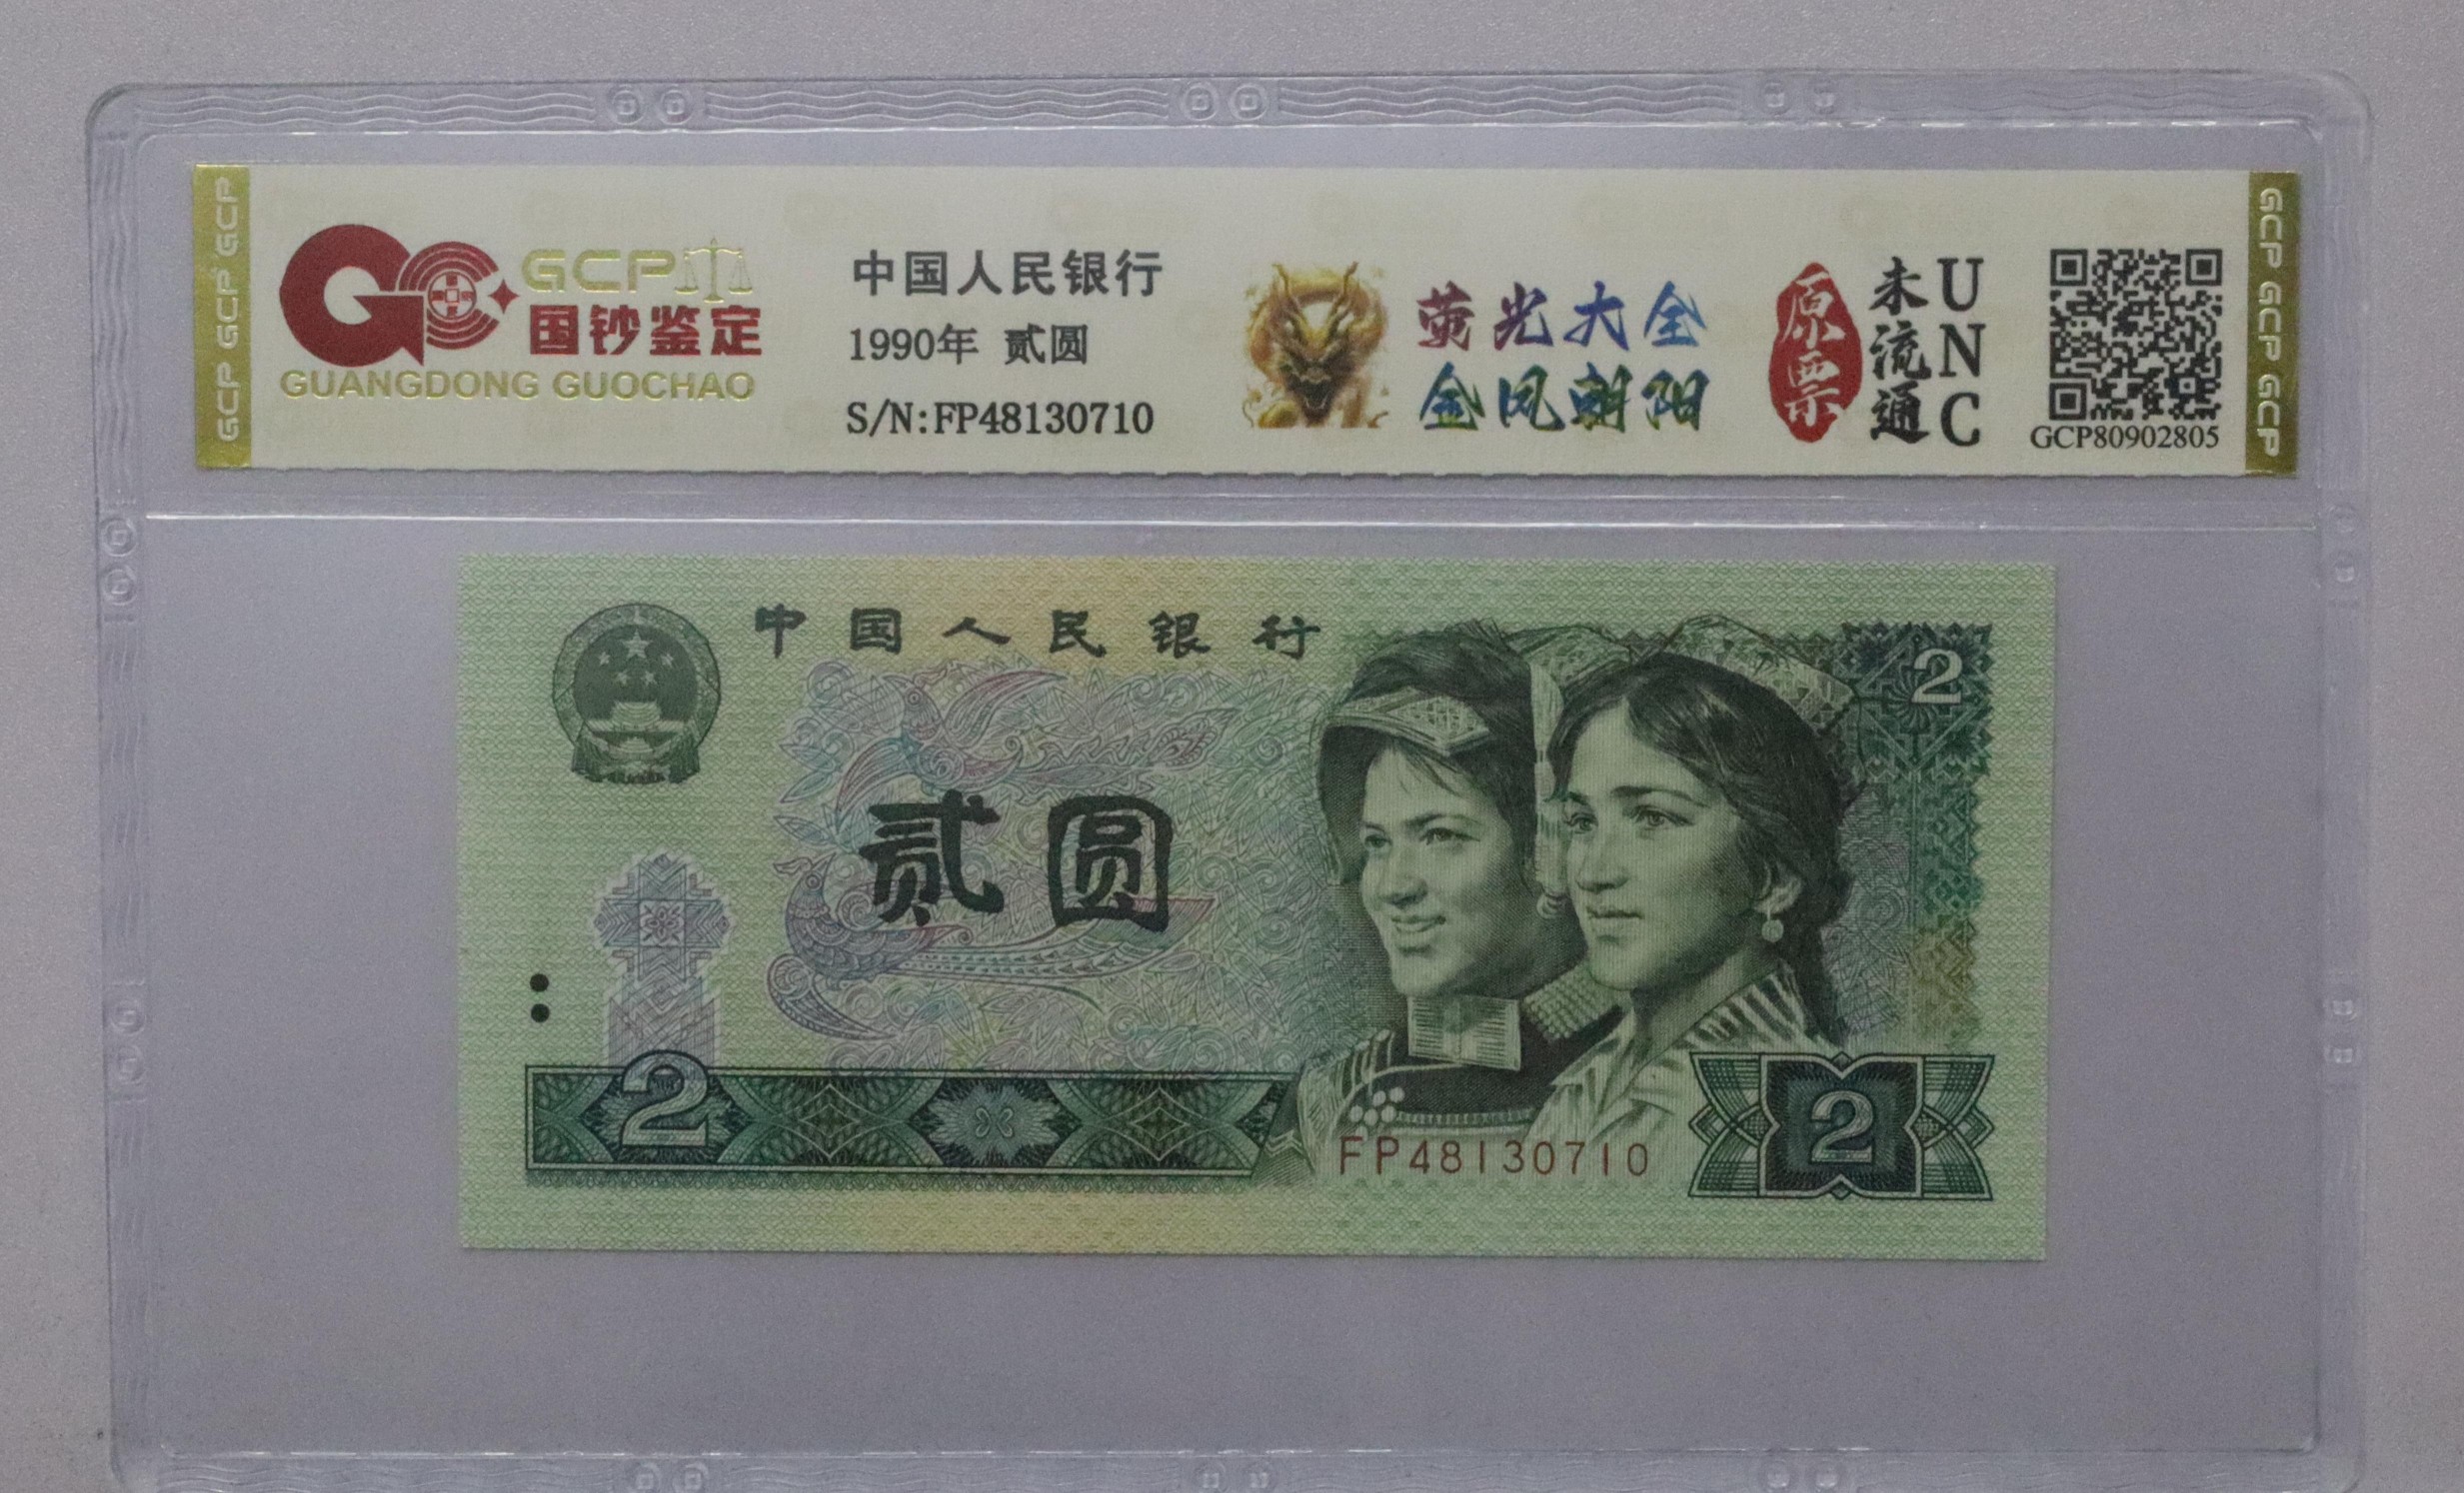 GCP GCP GCP
GCP
国钞鉴定
GUANGDONG GUOCHAO
中国人民银行
1990年 贰圆
S/N:FP48130710
荧光大全
金凤朝阳
原票
未流通
UNC
GCP80902805
GCP GCP GCP
中国人民银行
2
贰圆
2
FP48130710
2